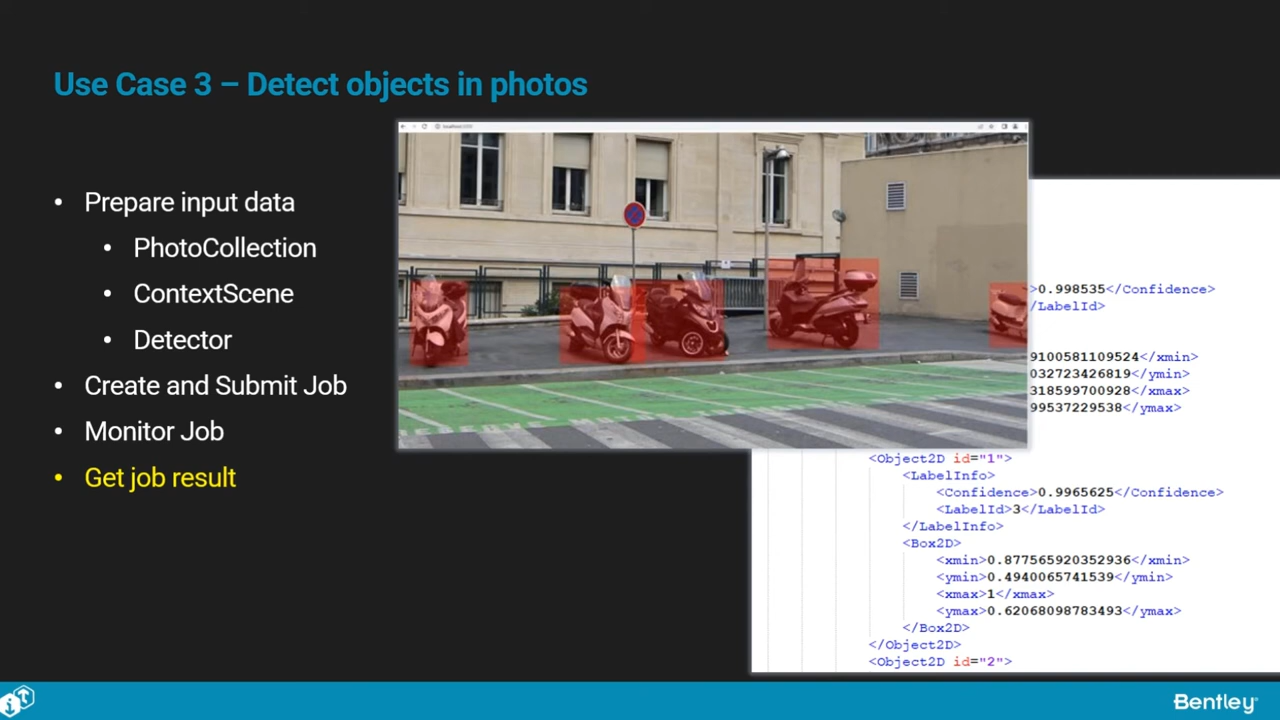 Use Case 3 – Detect objects in photos
• Prepare input data
• PhotoCollection
• ContextScene
• Detector
• Create and Submit Job
• Monitor Job
• Get job result
>0.998535</Confidence>
/LabelId>
9100581109524</xmin>
032723426819</ymin>
318599700928</xmax>
99537229538</ymax>
<Object2D id="1">
<LabelInfo>
<Confidence>0.9965625</Confidence>
<LabelId>3</LabelId>
</LabelInfo>
<Box2D>
<xmin>0.877565920352936</xmin>
<ymin>0.4940065741539</ymin>
<xmax>1</xmax>
<ymax>0.62068098783493</ymax>
</Box2D>
</Object2D>
<Object2D id="2">
Bentley